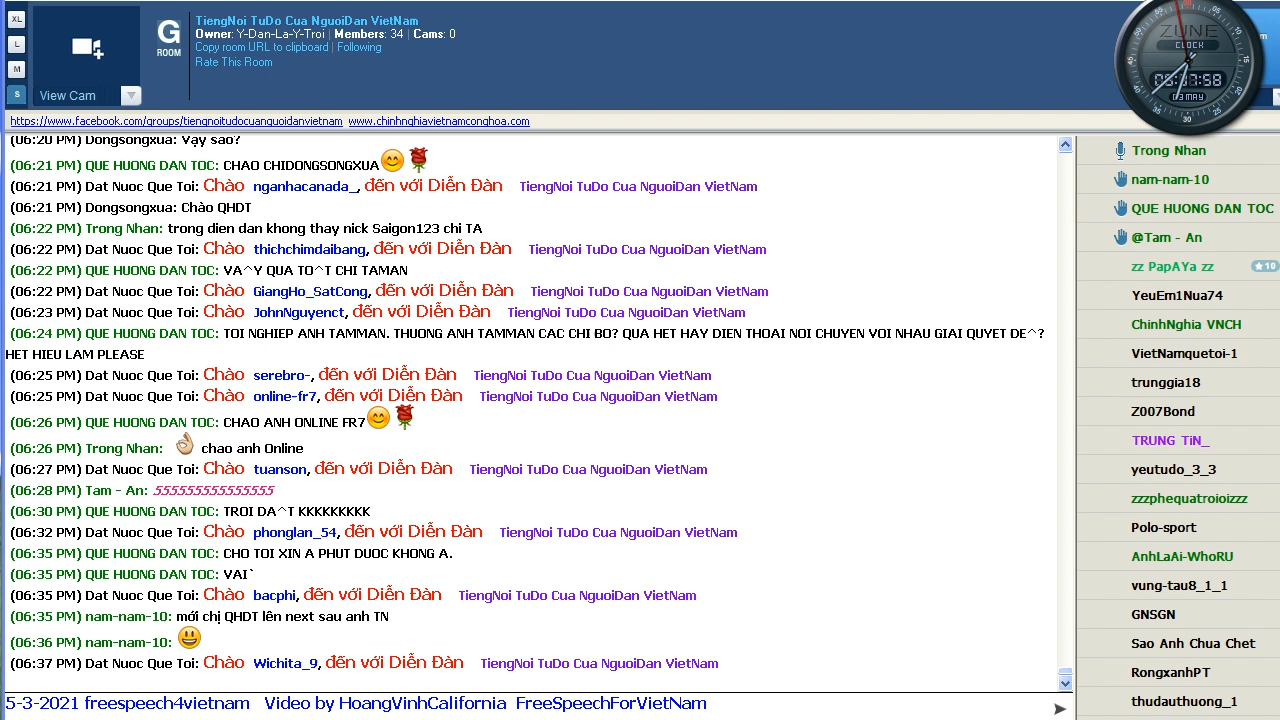 XL
L
M
S
View Cam
G
ROOM
TiengNoi TuDo Cua NguoiDan VietNam
Owner: Y-Dan-La-Y-Troi | Members: 34 | Cams: 0
Copy room URL to clipboard | Following
Rate This Room
ZUNE
CLOCK
03 MAY
https://www.facebook.com/groups/tiengnoitudocuanguoidanvietnam www.chinhnghiavietnamconghoa.com
(06:20 PM) Dongsongxua: Vậy sao?
(06:21 PM) QUE HUONG DAN TOC: CHAO CHIDONGSONGXUA
(06:21 PM) Dat Nuoc Que Toi: Chào nganhacanada_, đến với Diễn Đàn TiengNoi TuDo Cua NguoiDan VietNam
(06:21 PM) Dongsongxua: Chào QHDT
(06:22 PM) Trong Nhan: trong dien dan khong thay nick Saigon123 chi TA
(06:22 PM) Dat Nuoc Que Toi: Chào thichchimdaibang, đến với Diễn Đàn TiengNoi TuDo Cua NguoiDan VietNam
(06:22 PM) QUE HUONG DAN TOC: VA^Y QUA TO^T CHI TAMAN
(06:22 PM) Dat Nuoc Que Toi: Chào GiangHo_SatCong, đến với Diễn Đàn TiengNoi TuDo Cua NguoiDan VietNam
(06:23 PM) Dat Nuoc Que Toi: Chào JohnNguyenct, đến với Diễn Đàn TiengNoi TuDo Cua NguoiDan VietNam
(06:24 PM) QUE HUONG DAN TOC: TOI NGHIEP ANH TAMMAN. THUONG ANH TAMMAN CAC CHI BO? QUA HET HAY DIEN THOAI NOI CHUYEN VOI NHAU GIAI QUYET DE^?
HET HIEU LAM PLEASE
(06:25 PM) Dat Nuoc Que Toi: Chào serebro-, đến với Diễn Đàn TiengNoi TuDo Cua NguoiDan VietNam
(06:25 PM) Dat Nuoc Que Toi: Chào online-fr7, đến với Diễn Đàn TiengNoi TuDo Cua NguoiDan VietNam
(06:26 PM) QUE HUONG DAN TOC: CHAO ANH ONLINE FR7
(06:26 PM) Trong Nhan: chao anh Online
(06:27 PM) Dat Nuoc Que Toi: Chào tuanson, đến với Diễn Đàn TiengNoi TuDo Cua NguoiDan VietNam
(06:28 PM) Tam - An: 555555555555555
(06:30 PM) QUE HUONG DAN TOC: TROI DA^T KKKKKKKKK
(06:32 PM) Dat Nuoc Que Toi: Chào phonglan_54, đến với Diễn Đàn TiengNoi TuDo Cua NguoiDan VietNam
(06:35 PM) QUE HUONG DAN TOC: CHO TOI XIN A PHUT DUOC KHONG A.
(06:35 PM) QUE HUONG DAN TOC: VAI`
(06:35 PM) Dat Nuoc Que Toi: Chào bacphi, đến với Diễn Đàn TiengNoi TuDo Cua NguoiDan VietNam
(06:35 PM) nam-nam-10: mới chị QHDT lên next sau anh TN
(06:36 PM) nam-nam-10:
(06:37 PM) Dat Nuoc Que Toi: Chào Wichita_9, đến với Diễn Đàn TiengNoi TuDo Cua NguoiDan VietNam
5-3-2021 freespeech4vietnam Video by HoangVinhCalifornia FreeSpeechForVietNam
Trong Nhan
nam-nam-10
QUE HUONG DAN TOC
@Tam - An
zz PapAYa zz
10
YeuEm1Nua74
ChinhNghia VNCH
VietNamquetoi-1
trunggia18
Z007Bond
TRUNG TiN_
yeutudo_3_3
zzzphequatroioizzz
Polo-sport
AnhLaAi-WhoRU
vung-tau8_1_1
GNSGN
Sao Anh Chua Chet
RongxanhPT
thudauthuong_1